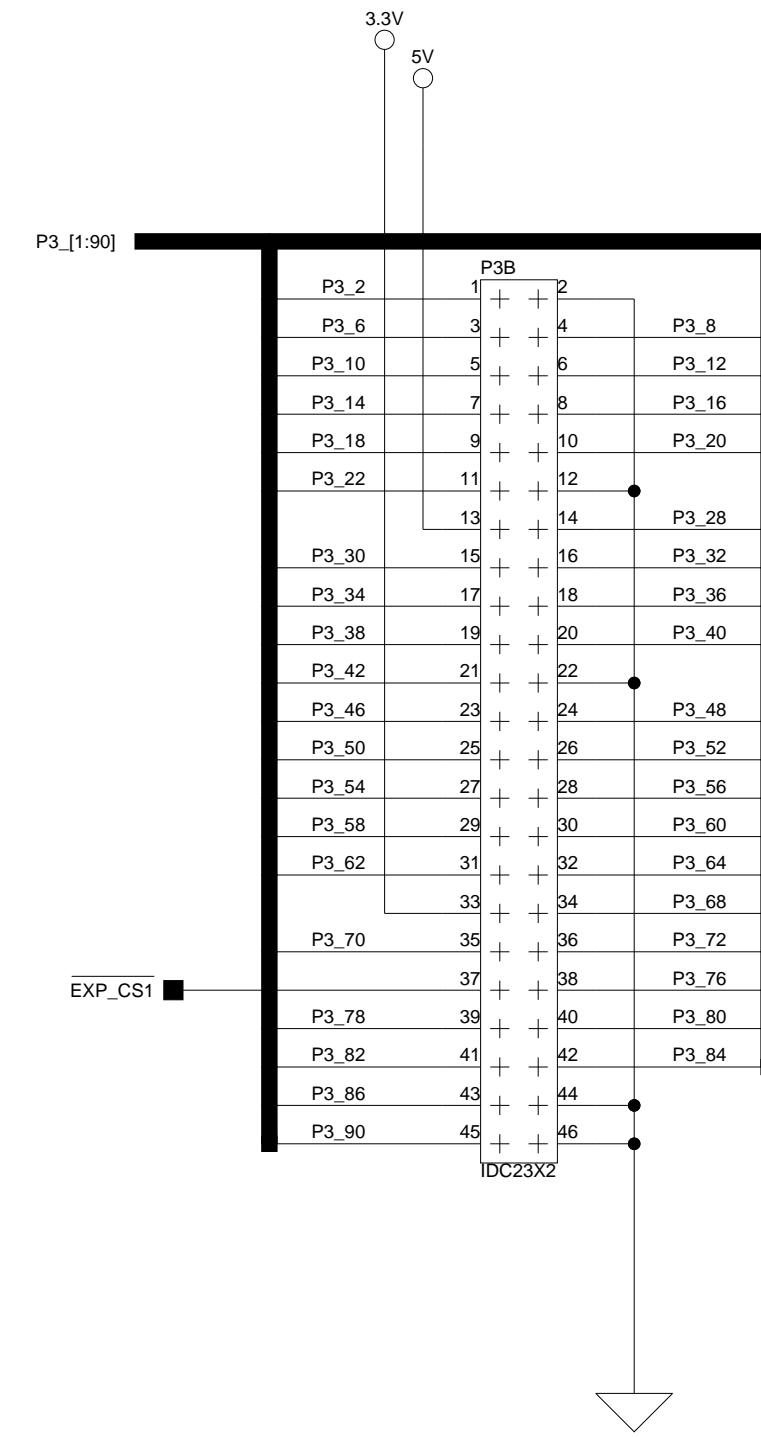 3.3V
5V
P3_[1:90]
P3B
P3_2 1 2
P3_6 3 4 P3_8
P3_10 5 6 P3_12
P3_14 7 8 P3_16
P3_18 9 10 P3_20
P3_22 11 12
13 14 P3_28
P3_30 15 16 P3_32
P3_34 17 18 P3_36
P3_38 19 20 P3_40
P3_42 21 22
P3_46 23 24 P3_48
P3_50 25 26 P3_52
P3_54 27 28 P3_56
P3_58 29 30 P3_60
P3_62 31 32 P3_64
33 34 P3_68
P3_70 35 36 P3_72
EXP_CS1 37 38 P3_76
P3_78 39 40 P3_80
P3_82 41 42 P3_84
P3_86 43 44
P3_90 45 46
IDC23X2